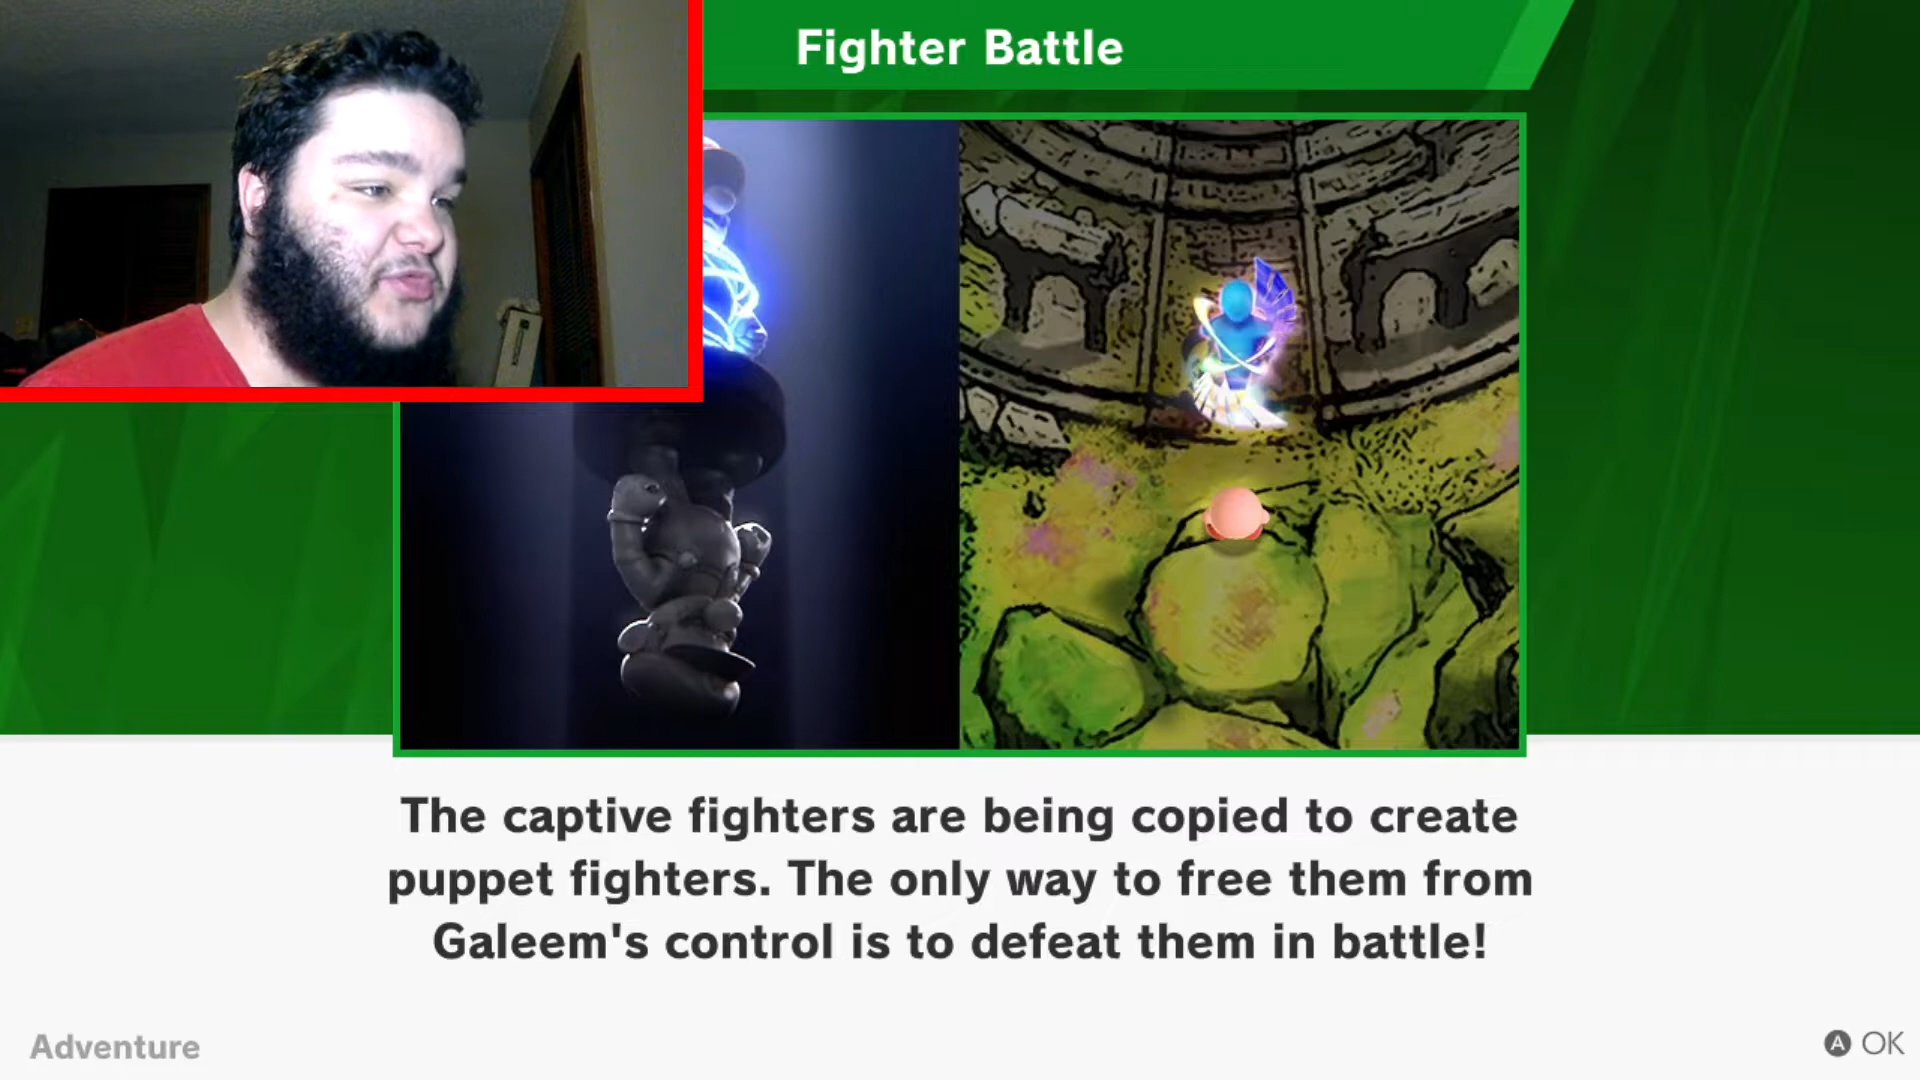 Fighter Battle
The captive fighters are being copied to create
puppet fighters. The only way to free them from
Galeem's control is to defeat them in battle!
Adventure
A OK